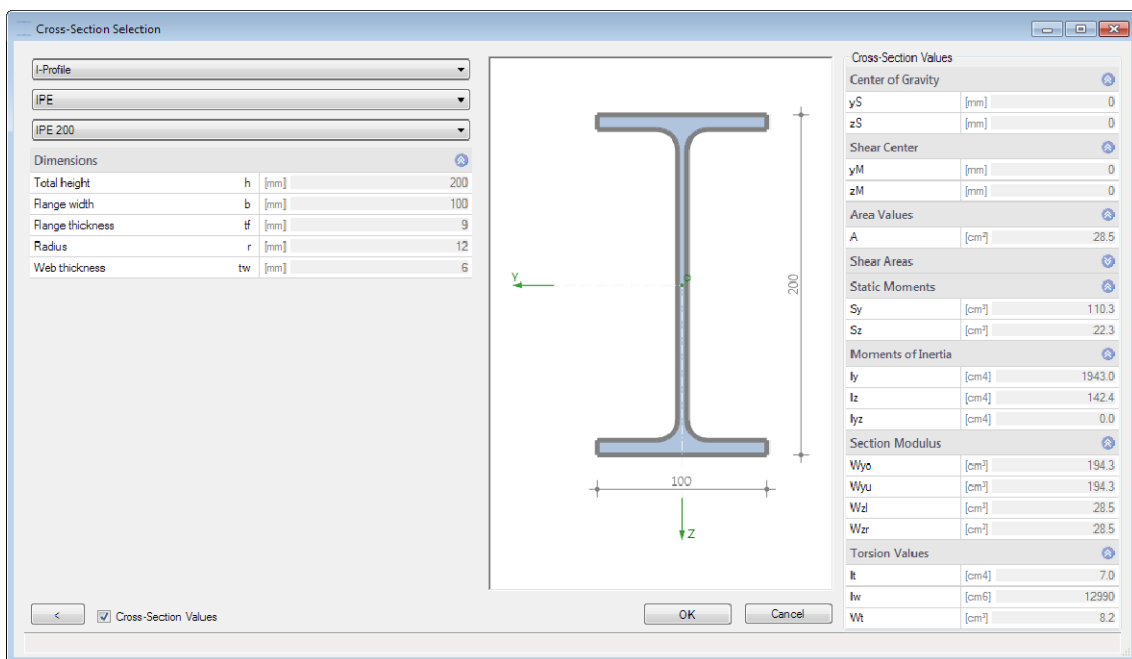 Cross-Section Selection
I-Profile
IPE
IPE 200
Dimensions
Total height h [mm] 200
Flange width b [mm] 100
Flange thickness tf [mm] 9
Radius r [mm] 12
Web thickness tw [mm] 6
< Cross-Section Values
Y
200
100
Z
OK Cancel
Cross-Section Values
Center of Gravity
yS [mm] 0
zS [mm] 0
Shear Center
yM [mm] 0
zM [mm] 0
Area Values
A [cm²] 28.5
Shear Areas
Static Moments
Sy [cm³] 110.3
Sz [cm³] 22.3
Moments of Inertia
Iy [cm4] 1943.0
Iz [cm4] 142.4
Iyz [cm4] 0.0
Section Modulus
Wyo [cm³] 194.3
Wyu [cm³] 194.3
Wzl [cm³] 28.5
Wzr [cm³] 28.5
Torsion Values
It [cm4] 7.0
Iw [cm6] 12990
Wt [cm³] 8.2